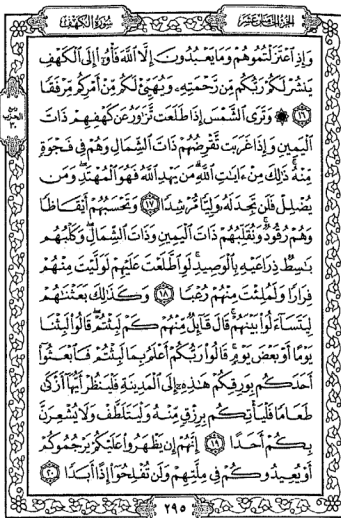 الجزء الخامس عشر
سورة الكهف
وَإِذِ ٱعۡتَزَلۡتُمُوهُمۡ وَمَا يَعۡبُدُونَ إِلَّا ٱللَّهَ فَأۡوُۥٓاْ إِلَى ٱلۡكَهۡفِ
يَنشُرۡ لَكُمۡ رَبُّكُم مِّن رَّحۡمَتِهِۦ وَيُهَيِّئۡ لَكُم مِّنۡ أَمۡرِكُم مِّرۡفَقٗا
١٦ ۞ وَتَرَى ٱلشَّمۡسَ إِذَا طَلَعَت تَّزَٰوَرُ عَن كَهۡفِهِمۡ ذَاتَ
ٱلۡيَمِينِ وَإِذَا غَرَبَت تَّقۡرِضُهُمۡ ذَاتَ ٱلشِّمَالِ وَهُمۡ فِي فَجۡوَةٖ
مِّنۡهُۚ ذَٰلِكَ مِنۡ ءَايَٰتِ ٱللَّهِۗ مَن يَهۡدِ ٱللَّهُ فَهُوَ ٱلۡمُهۡتَدِۖ وَمَن
يُضۡلِلۡ فَلَن تَجِدَ لَهُۥ وَلِيّٗا مُّرۡشِدٗا ١٧ وَتَحۡسَبُهُمۡ أَيۡقَاظٗا
وَهُمۡ رُقُودٞۚ وَنُقَلِّبُهُمۡ ذَاتَ ٱلۡيَمِينِ وَذَاتَ ٱلشِّمَالِۖ وَكَلۡبُهُم
بَٰسِطٞ ذِرَاعَيۡهِ بِٱلۡوَصِيدِۚ لَوِ ٱطَّلَعۡتَ عَلَيۡهِمۡ لَوَلَّيۡتَ مِنۡهُمۡ
فِرَارٗا وَلَمُلِئۡتَ مِنۡهُمۡ رُعۡبٗا ١٨ وَكَذَٰلِكَ بَعَثۡنَٰهُمۡ
لِيَتَسَآءَلُواْ بَيۡنَهُمۡۚ قَالَ قَآئِلٞ مِّنۡهُمۡ كَمۡ لَبِثۡتُمۡۖ قَالُواْ لَبِثۡنَا
يَوۡمًا أَوۡ بَعۡضَ يَوۡمٖۚ قَالُواْ رَبُّكُمۡ أَعۡلَمُ بِمَا لَبِثۡتُمۡ فَٱبۡعَثُوٓاْ
أَحَدَكُم بِوَرِقِكُمۡ هَٰذِهِۦٓ إِلَى ٱلۡمَدِينَةِ فَلۡيَنظُرۡ أَيُّهَآ أَزۡكَىٰ
طَعَامٗا فَلۡيَأۡتِكُم بِرِزۡقٖ مِّنۡهُ وَلۡيَتَلَطَّفۡ وَلَا يُشۡعِرَنَّ
بِكُمۡ أَحَدًا ١٩ إِنَّهُمۡ إِن يَظۡهَرُواْ عَلَيۡكُمۡ يَرۡجُمُوكُمۡ
أَوۡ يُعِيدُوكُمۡ فِي مِلَّتِهِمۡ وَلَن تُفۡلِحُوٓاْ إِذًا أَبَدٗا ٢٠
ربع
الحزب
٣٠
٢٩٥